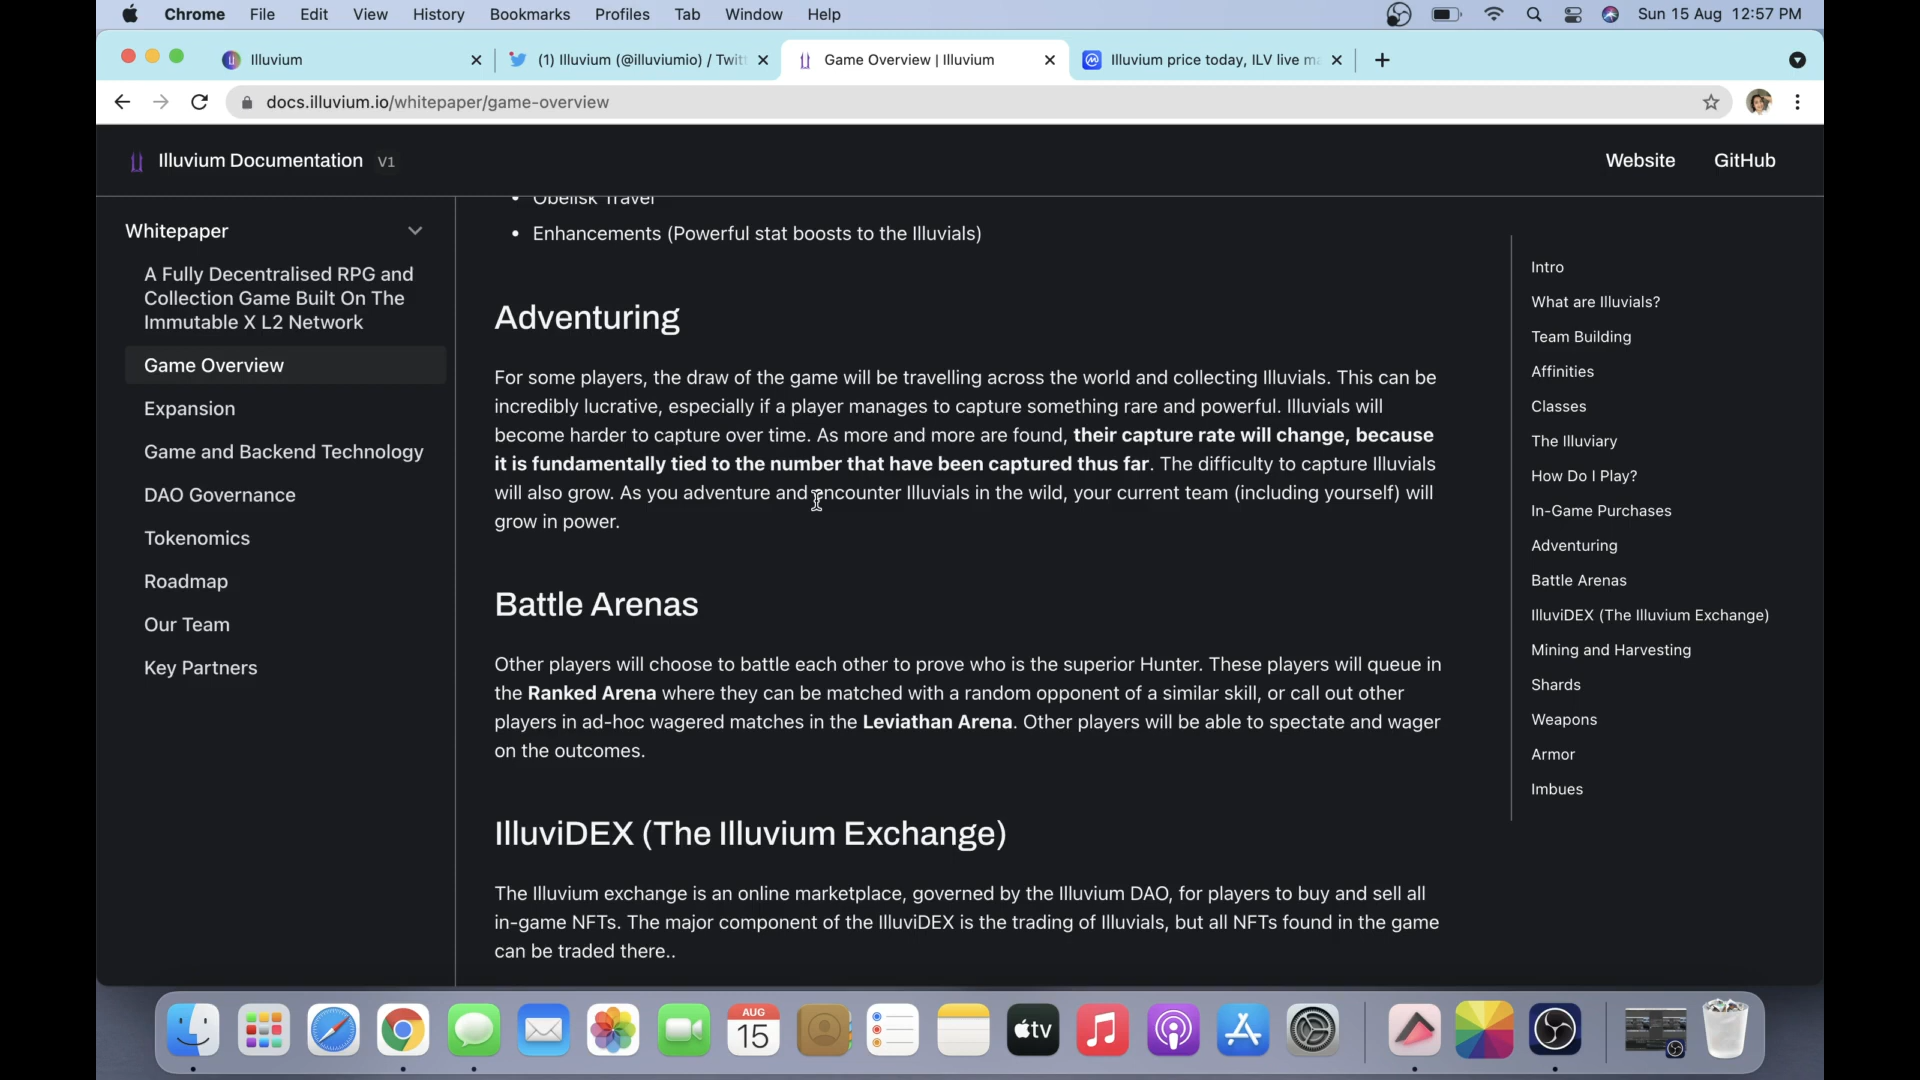 Chrome File Edit View History Bookmarks Profiles Tab Window Help Sun 15 Aug 12:57 PM
Illuvium (1) Illuvium (@illuviumio) / Twit Game Overview | Illuvium Illuvium price today, ILV live ma
docs.illuvium.io/whitepaper/game-overview
Illuvium Documentation V1 Website GitHub
Whitepaper
A Fully Decentralised RPG and
Collection Game Built On The
Immutable X L2 Network
Game Overview
Expansion
Game and Backend Technology
DAO Governance
Tokenomics
Roadmap
Our Team
Key Partners
• Obelisk Travel
• Enhancements (Powerful stat boosts to the Illuvials)
Adventuring
For some players, the draw of the game will be travelling across the world and collecting Illuvials. This can be
incredibly lucrative, especially if a player manages to capture something rare and powerful. Illuvials will
become harder to capture over time. As more and more are found, their capture rate will change, because
it is fundamentally tied to the number that have been captured thus far. The difficulty to capture Illuvials
will also grow. As you adventure and encounter Illuvials in the wild, your current team (including yourself) will
grow in power.
Battle Arenas
Other players will choose to battle each other to prove who is the superior Hunter. These players will queue in
the Ranked Arena where they can be matched with a random opponent of a similar skill, or call out other
players in ad-hoc wagered matches in the Leviathan Arena. Other players will be able to spectate and wager
on the outcomes.
IlluviDEX (The Illuvium Exchange)
The Illuvium exchange is an online marketplace, governed by the Illuvium DAO, for players to buy and sell all
in-game NFTs. The major component of the IlluviDEX is the trading of Illuvials, but all NFTs found in the game
can be traded there..
Intro
What are Illuvials?
Team Building
Affinities
Classes
The Illuviary
How Do I Play?
In-Game Purchases
Adventuring
Battle Arenas
IlluviDEX (The Illuvium Exchange)
Mining and Harvesting
Shards
Weapons
Armor
Imbues
AUG
15
tv